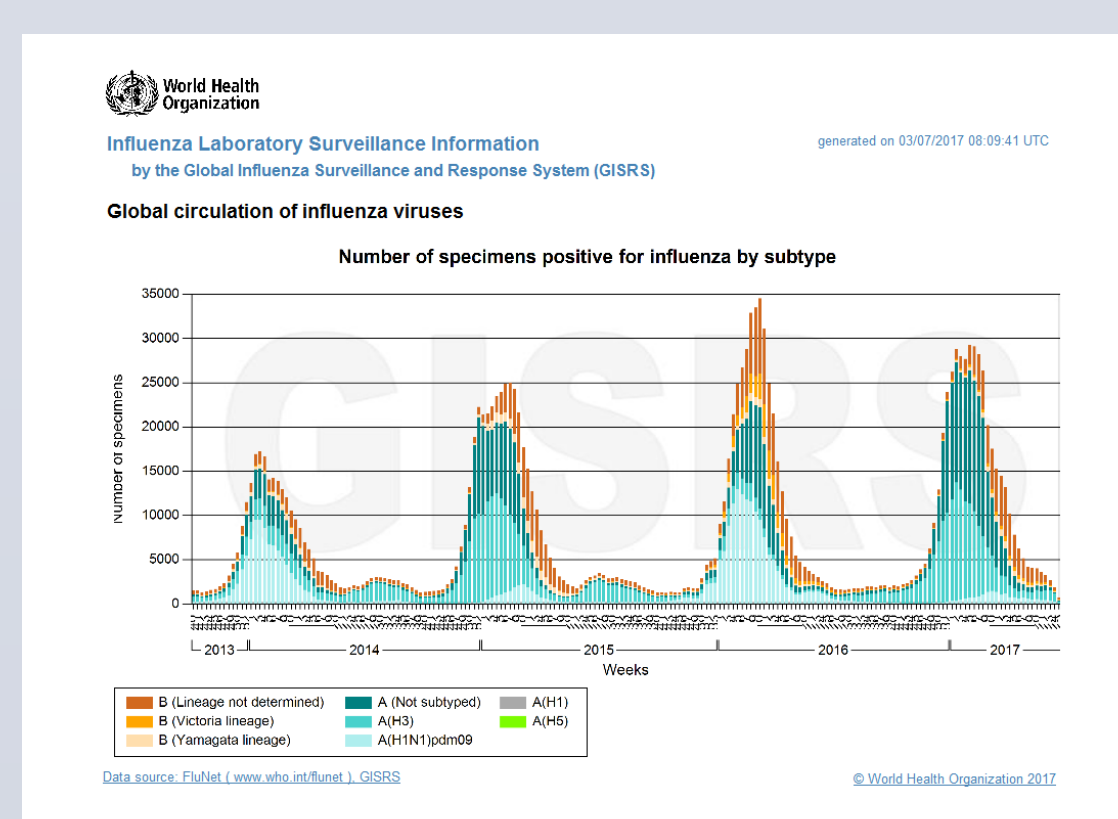 World Health
Organization
Influenza Laboratory Surveillance Information
generated on 03/07/2017 08:09:41 UTC
by the Global Influenza Surveillance and Response System (GISRS)
Global circulation of influenza viruses
Number of specimens positive for influenza by subtype
GISRS
Number of specimens
35000
30000
25000
20000
15000
10000
5000
0
2013 2014 2015 2016 2017
Weeks
B (Lineage not determined) A (Not subtyped) A(H1)
B (Victoria lineage) A(H3) A(H5)
B (Yamagata lineage) A(H1N1)pdm09
Data source: FluNet ( www.who.int/flunet ), GISRS
© World Health Organization 2017